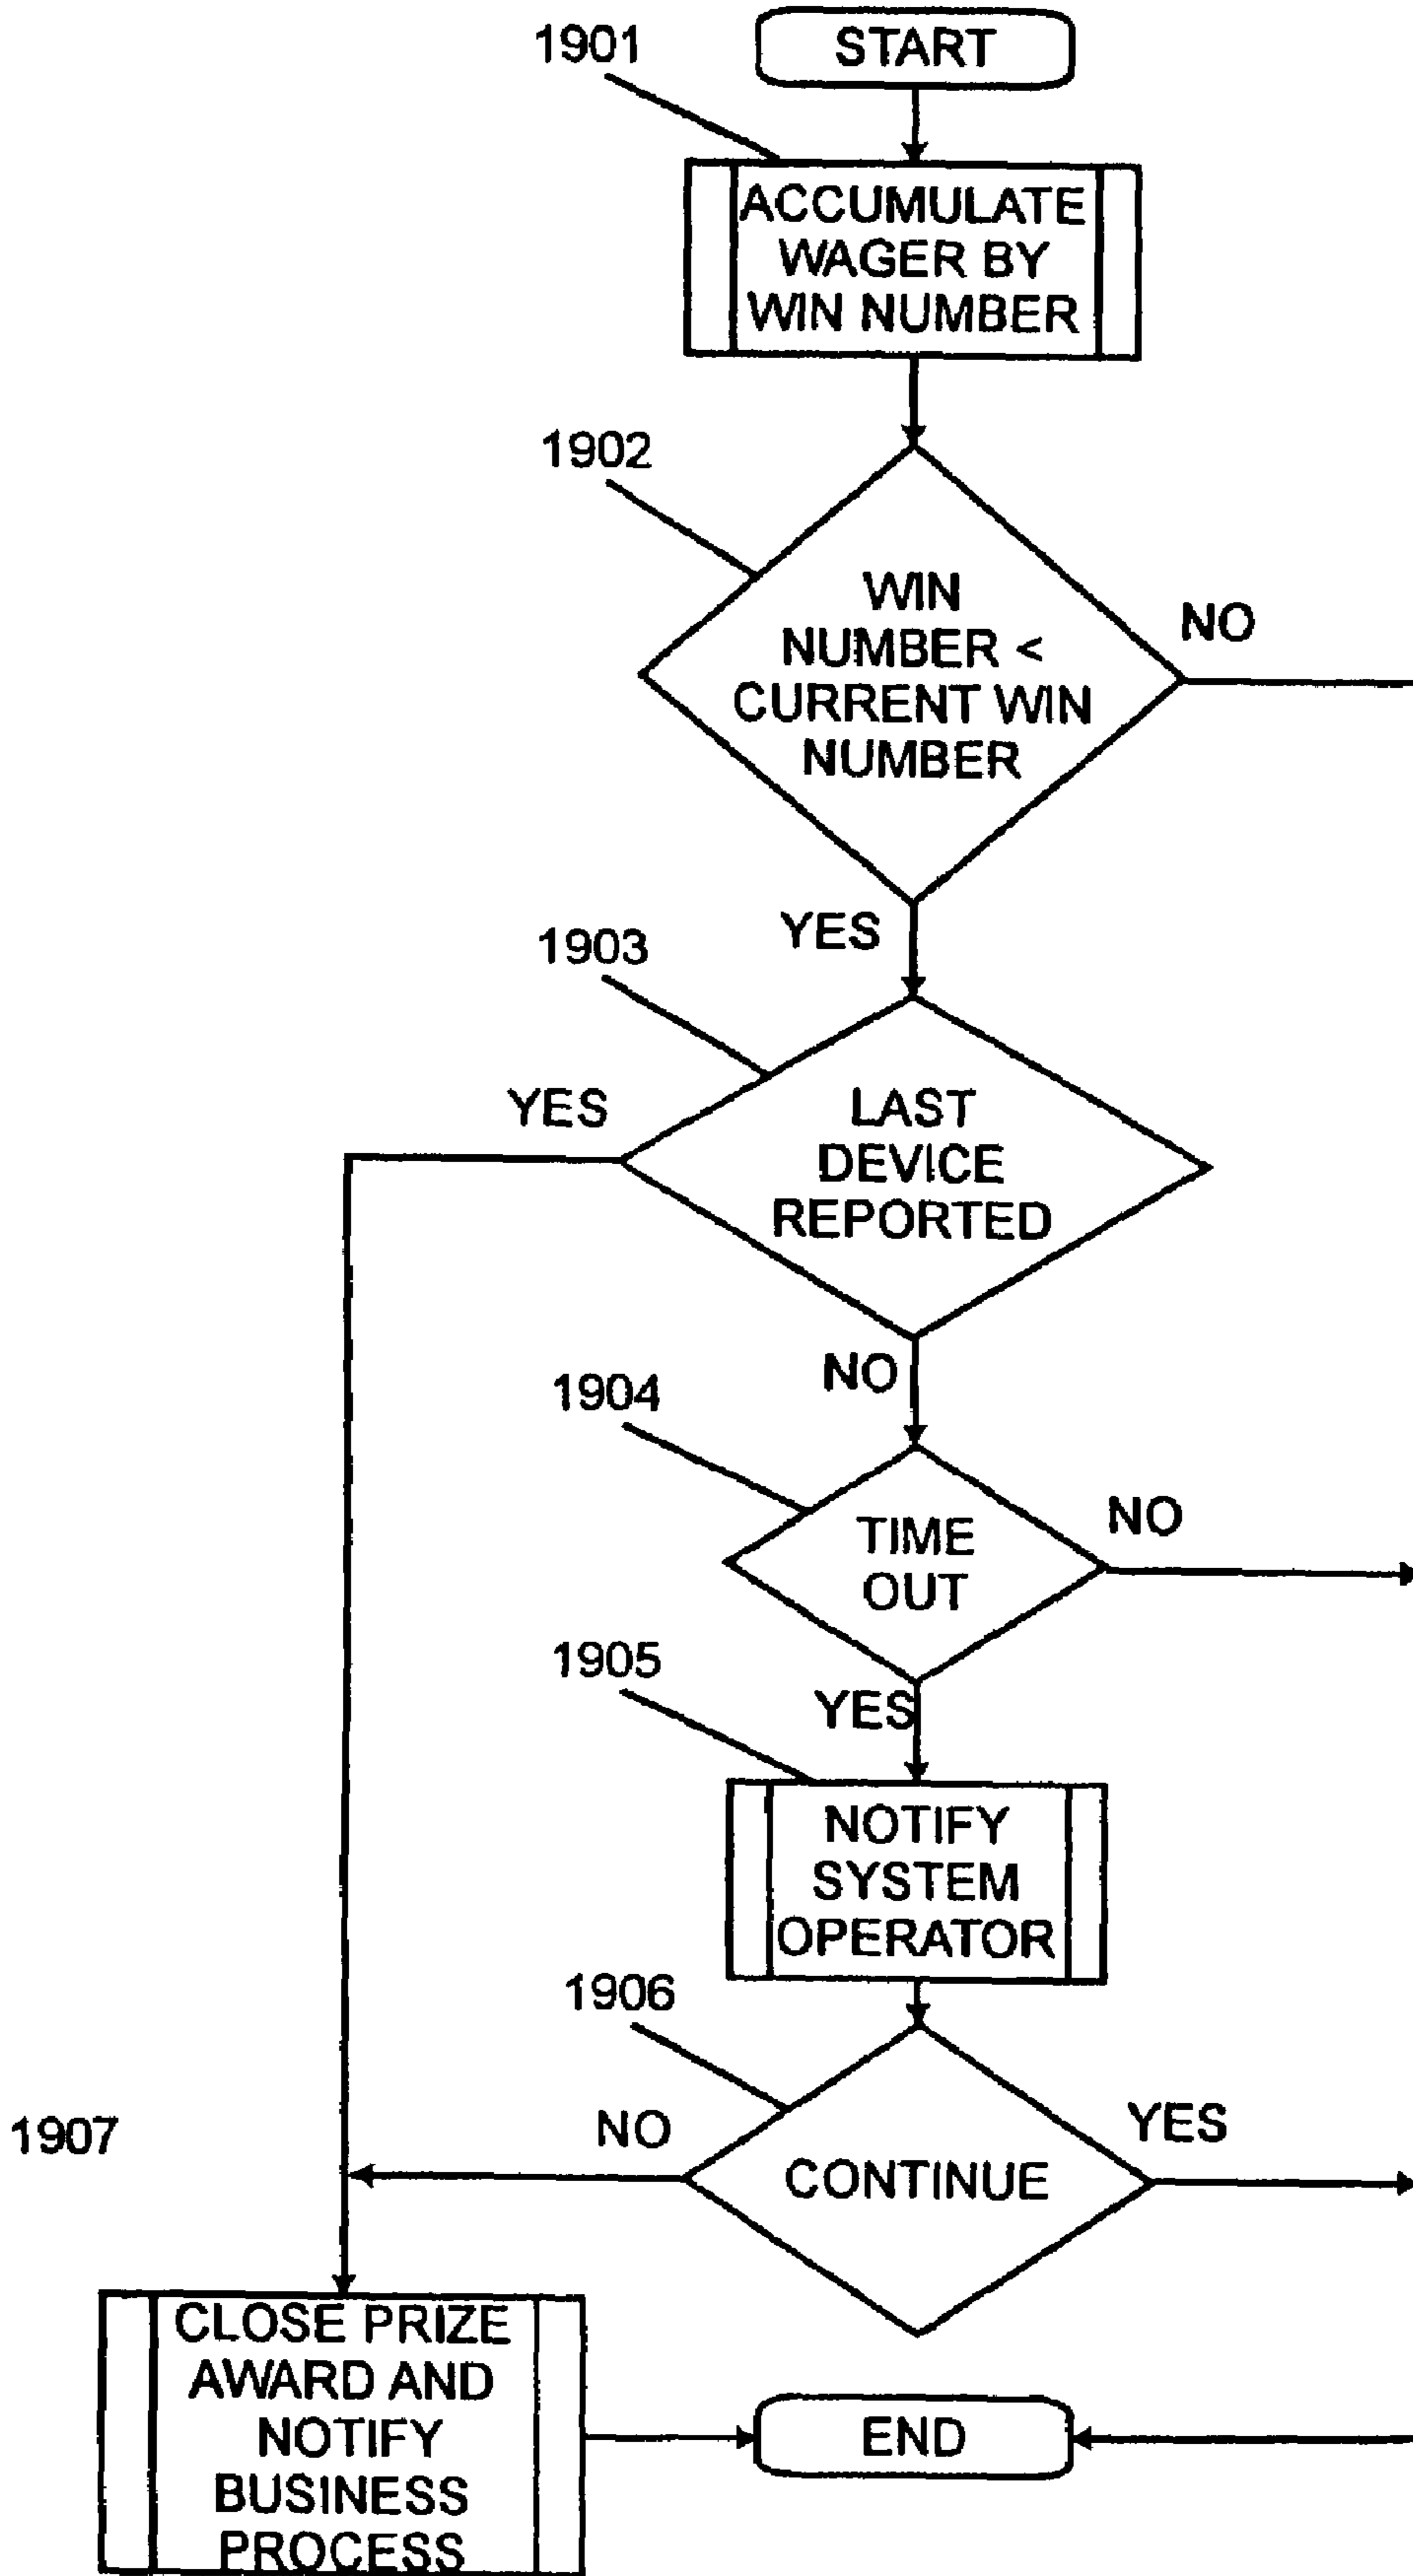 1901
START
ACCUMULATE
WAGER BY
WIN NUMBER
1902
WIN
NUMBER <
CURRENT WIN
NUMBER
NO
YES
1903
YES
LAST
DEVICE
REPORTED
NO
1904
TIME
OUT
NO
1905
YES
NOTIFY
SYSTEM
OPERATOR
1906
NO
CONTINUE
YES
1907
CLOSE PRIZE
AWARD AND
NOTIFY
BUSINESS
PROCESS
END